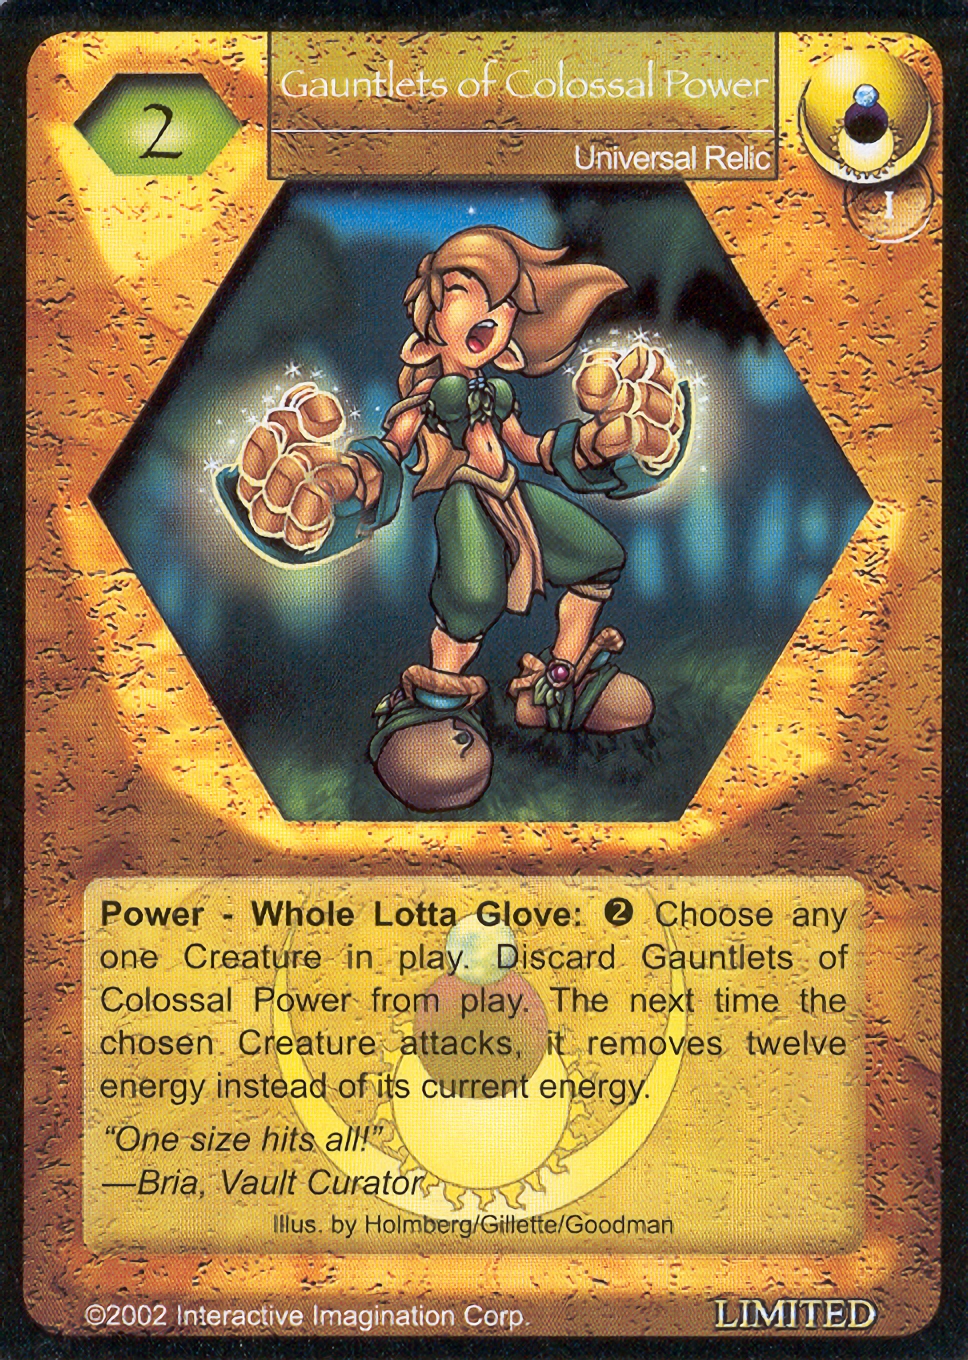 2
Gauntlets of Colossal Power
Universal Relic
I
Power - Whole Lotta Glove: ❷ Choose any
one Creature in play. Discard Gauntlets of
Colossal Power from play. The next time the
chosen Creature attacks, it removes twelve
energy instead of its current energy.
“One size hits all!”
—Bria, Vault Curator
Illus. by Holmberg/Gillette/Goodman
©2002 Interactive Imagination Corp.
LIMITED